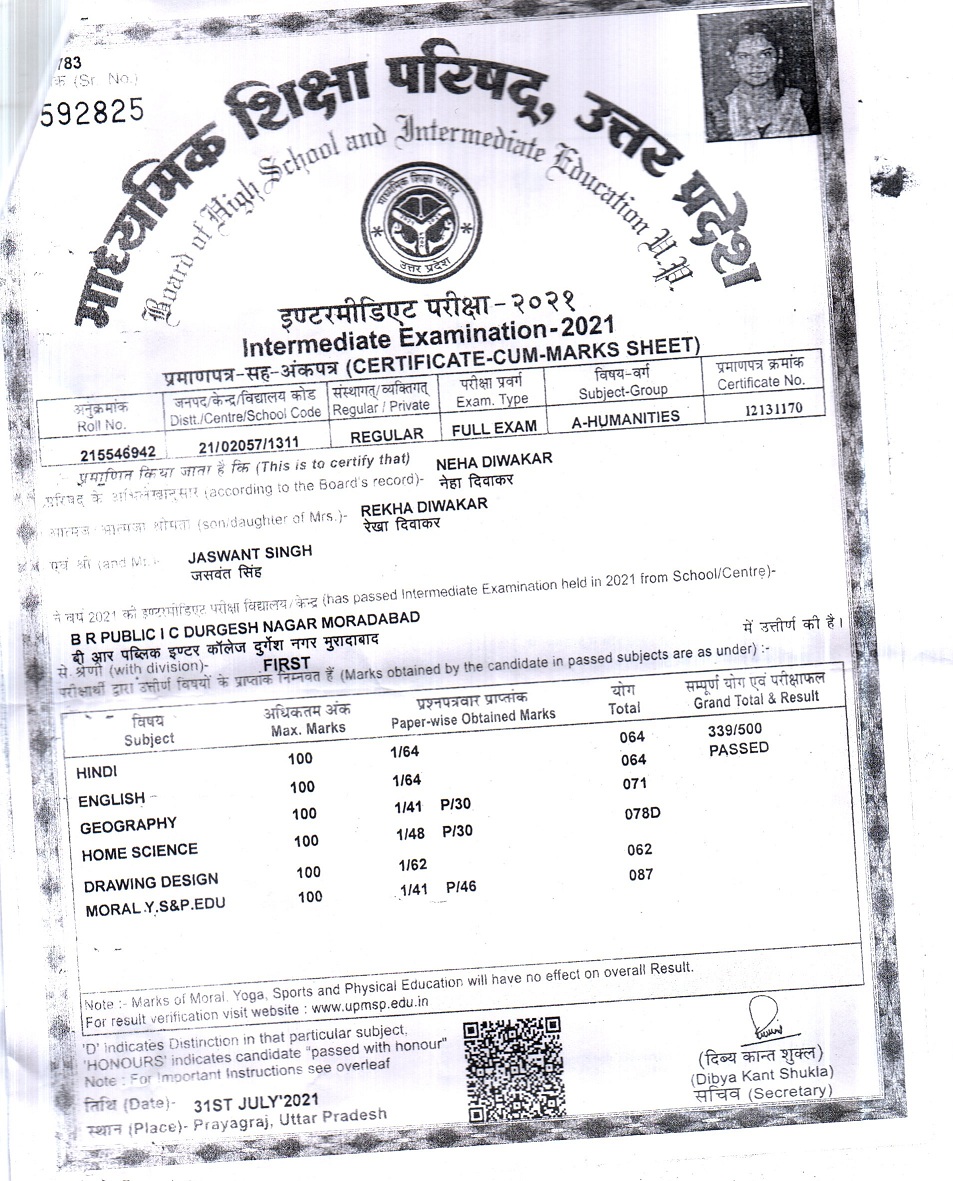 783
क (Sr. No.)
592825
माध्यमिक शिक्षा परिषद्, उत्तर प्रदेश
Board of High School and Intermediate Education U.P.
माध्यमिक शिक्षा परिषद्
उत्तर प्रदेश
इण्टरमीडिएट परीक्षा-२०२१
Intermediate Examination-2021
प्रमाणपत्र-सह-अंकपत्र (CERTIFICATE-CUM-MARKS SHEET)
अनुक्रमांक जनपद/केन्द्र/विद्यालय कोड संस्थागत/व्यक्तिगत् परीक्षा प्रवर्ग विषय-वर्ग प्रमाणपत्र क्रमांक
Roll No. Distt./Centre/School Code Regular / Private Exam. Type Subject-Group Certificate No.
215546942 21/02057/1311 REGULAR FULL EXAM A-HUMANITIES 12131170
प्रमाणित किया जाता है कि (This is to certify that) NEHA DIWAKAR
परिषद के अभिलेखानुसार (according to the Board's record)- नेहा दिवाकर
आत्मज/आत्मजा श्रीमती (son/daughter of Mrs.)- REKHA DIWAKAR
रेखा दिवाकर
एवं श्री (and Mr.)- JASWANT SINGH
जसवंत सिंह
ने वर्ष 2021 की इण्टरमीडिएट परीक्षा विद्यालय/केन्द्र (has passed Intermediate Examination held in 2021 from School/Centre)-
B R PUBLIC I C DURGESH NAGAR MORADABAD
बी आर पब्लिक इण्टर कॉलेज दुर्गेश नगर मुरादाबाद में उत्तीर्ण की है।
से श्रेणी (with division)- FIRST
परीक्षार्थी द्वारा उत्तीर्ण विषयों के प्राप्तांक निम्नवत हैं (Marks obtained by the candidate in passed subjects are as under) :-
विषय अधिकतम अंक प्रश्नपत्रवार प्राप्तांक योग सम्पूर्ण योग एवं परीक्षाफल
Subject Max. Marks Paper-wise Obtained Marks Total Grand Total & Result
HINDI 100 1/64 064 339/500
ENGLISH 100 1/64 064 PASSED
GEOGRAPHY 100 1/41 P/30 071
HOME SCIENCE 100 1/48 P/30 078D
DRAWING DESIGN 100 1/62 062
MORAL.Y.S&P.EDU 100 1/41 P/46 087
Note :- Marks of Moral, Yoga, Sports and Physical Education will have no effect on overall Result.
For result verification visit website : www.upmsp.edu.in
'D' indicates Distinction in that particular subject,
'HONOURS' indicates candidate "passed with honour"
Note : For Important Instructions see overleaf
तिथि (Date)- 31ST JULY'2021
स्थान (Place)- Prayagraj, Uttar Pradesh
(दिब्य कान्त शुक्ल)
(Dibya Kant Shukla)
सचिव (Secretary)